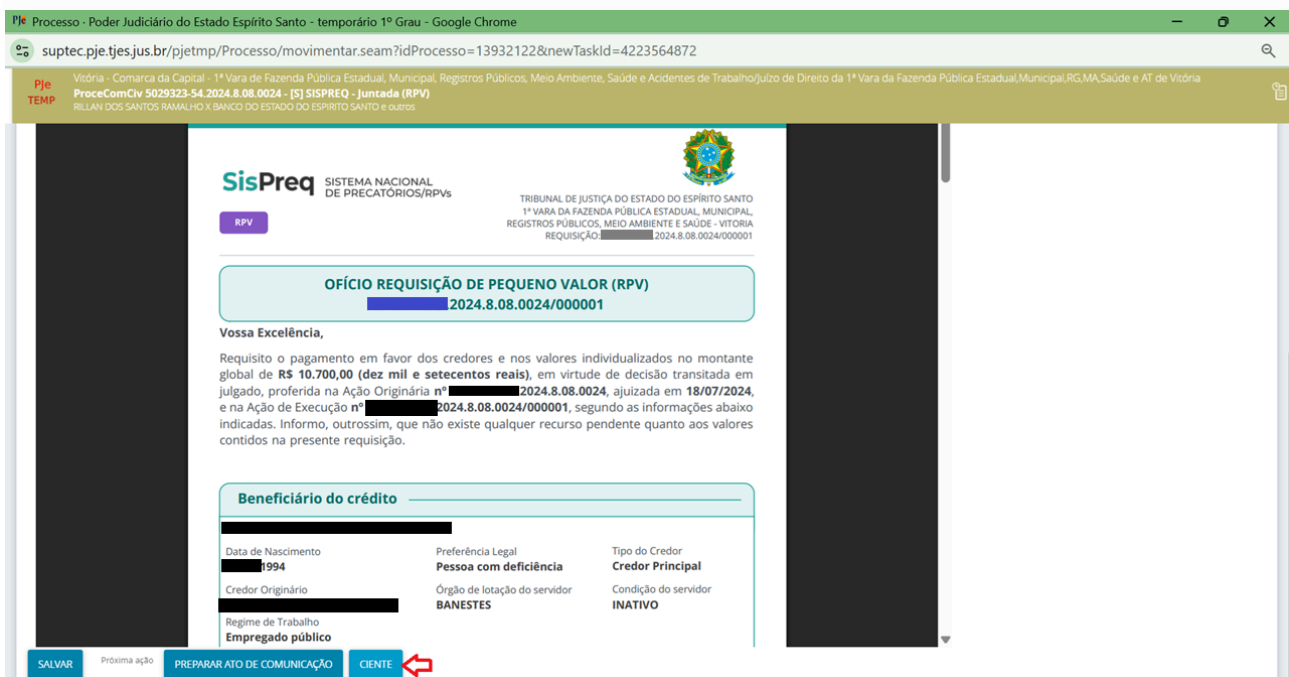 PJe Processo - Poder Judiciário do Estado Espírito Santo - temporário 1º Grau - Google Chrome
suptec.pje.tjes.jus.br/pjetmp/Processo/movimentar.seam?idProcesso=13932122&newTaskId=4223564872
PJe
TEMP
Vitória - Comarca da Capital - 1ª Vara de Fazenda Pública Estadual, Municipal, Registros Públicos, Meio Ambiente, Saúde e Acidentes de Trabalho/Juízo de Direito da 1ª Vara da Fazenda Pública Estadual,Municipal,RG,MA,Saúde e AT de Vitória
ProceComCiv 5029323-54.2024.8.08.0024 - [S] SISPREQ - Juntada (RPV)
RILLAN DOS SANTOS RAMALHO X BANCO DO ESTADO DO ESPIRITO SANTO e outros
SisPreq
SISTEMA NACIONAL
DE PRECATÓRIOS/RPVs
RPV
TRIBUNAL DE JUSTIÇA DO ESTADO DO ESPÍRITO SANTO
1ª VARA DA FAZENDA PÚBLICA ESTADUAL, MUNICIPAL,
REGISTROS PÚBLICOS, MEIO AMBIENTE E SAÚDE - VITORIA
REQUISIÇÃO: .2024.8.08.0024/000001
OFÍCIO REQUISIÇÃO DE PEQUENO VALOR (RPV)
.2024.8.08.0024/000001
Vossa Excelência,
Requisito o pagamento em favor dos credores e nos valores individualizados no montante
global de R$ 10.700,00 (dez mil e setecentos reais), em virtude de decisão transitada em
julgado, proferida na Ação Originária nº 2024.8.08.0024, ajuizada em 18/07/2024,
e na Ação de Execução nº 2024.8.08.0024/000001, segundo as informações abaixo
indicadas. Informo, outrossim, que não existe qualquer recurso pendente quanto aos valores
contidos na presente requisição.
Beneficiário do crédito
Data de Nascimento Preferência Legal Tipo do Credor
1994 Pessoa com deficiência Credor Principal
Credor Originário Órgão de lotação do servidor Condição do servidor
BANESTES INATIVO
Regime de Trabalho
Empregado público
SALVAR Próxima ação PREPARAR ATO DE COMUNICAÇÃO CIENTE